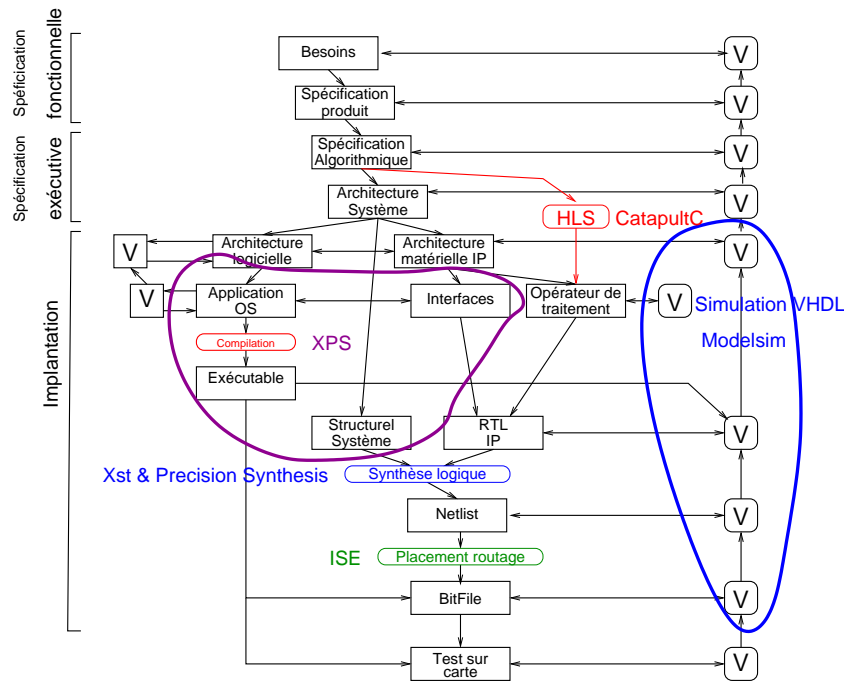 Spéficication
fonctionnelle
Spécification
exécutive
Implantation
Besoins
V
Spécification
produit
V
Spécification
Algorithmique
V
Architecture
Système
V
HLS
CatapultC
V
Architecture
logicielle
Architecture
matérielle IP
V
V
Application
OS
Interfaces
Opérateur de
traitement
V
Simulation VHDL
Modelsim
Compilation
XPS
Exécutable
Structurel
Système
RTL
IP
V
Xst & Precision Synthesis
Synthèse logique
Netlist
V
ISE
Placement routage
BitFile
V
Test sur
carte
V